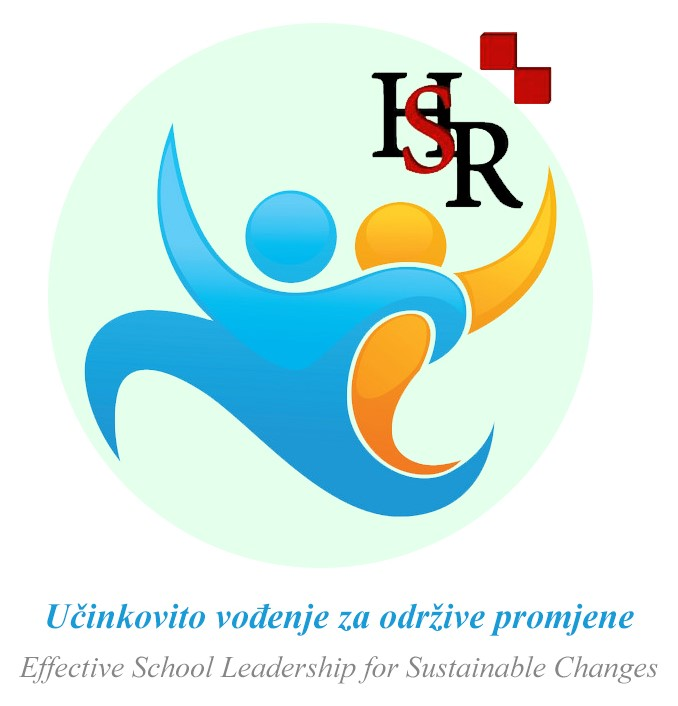 HSR
Učinkovito vođenje za održive promjene
Effective School Leadership for Sustainable Changes